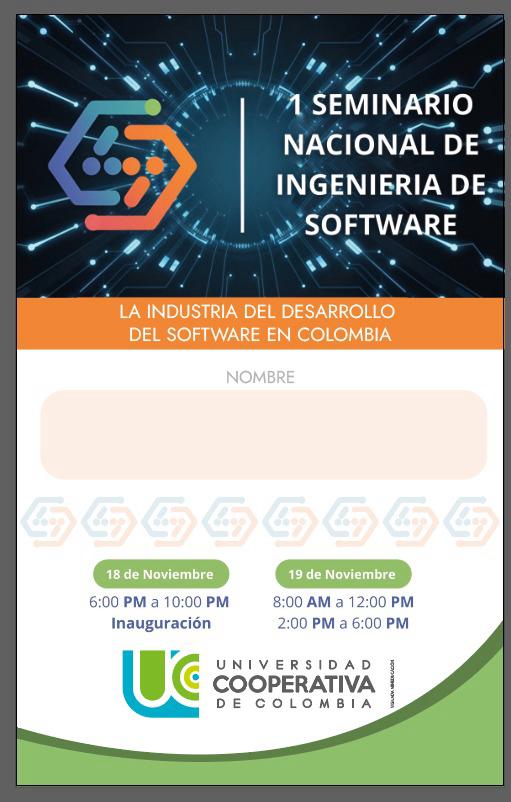 1 SEMINARIO
NACIONAL DE
INGENIERIA DE
SOFTWARE
LA INDUSTRIA DEL DESARROLLO
DEL SOFTWARE EN COLOMBIA
NOMBRE
18 de Noviembre
6:00 PM a 10:00 PM
Inauguración
19 de Noviembre
8:00 AM a 12:00 PM
2:00 PM a 6:00 PM
UNIVERSIDAD
COOPERATIVA
DE COLOMBIA